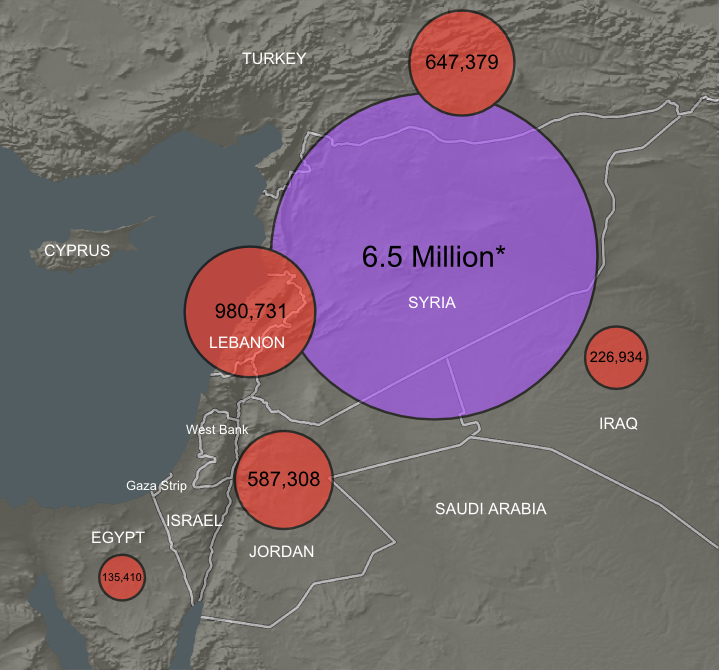 TURKEY
647,379
CYPRUS
6.5 Million*
SYRIA
980,731
LEBANON
226,934
IRAQ
West Bank
587,308
Gaza Strip
SAUDI ARABIA
ISRAEL
EGYPT
JORDAN
135,410